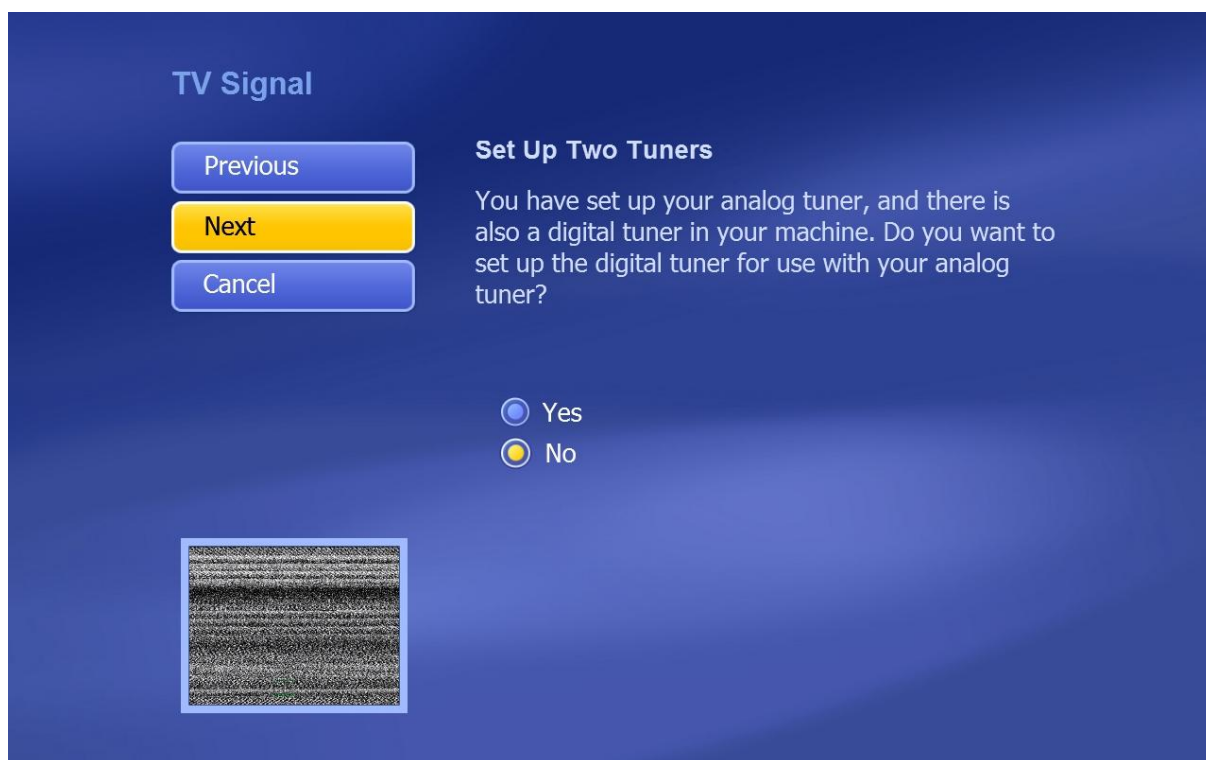 TV Signal
Previous
Next
Cancel
Set Up Two Tuners
You have set up your analog tuner, and there is
also a digital tuner in your machine. Do you want to
set up the digital tuner for use with your analog
tuner?
Yes
No